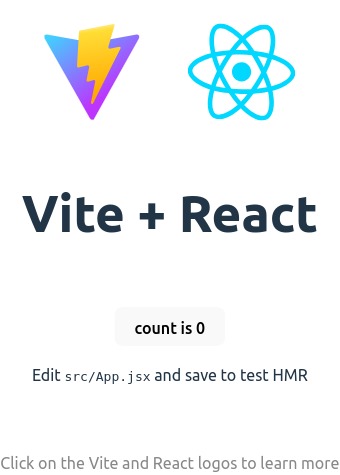 Vite + React
count is 0
Edit src/App.jsx and save to test HMR
Click on the Vite and React logos to learn more